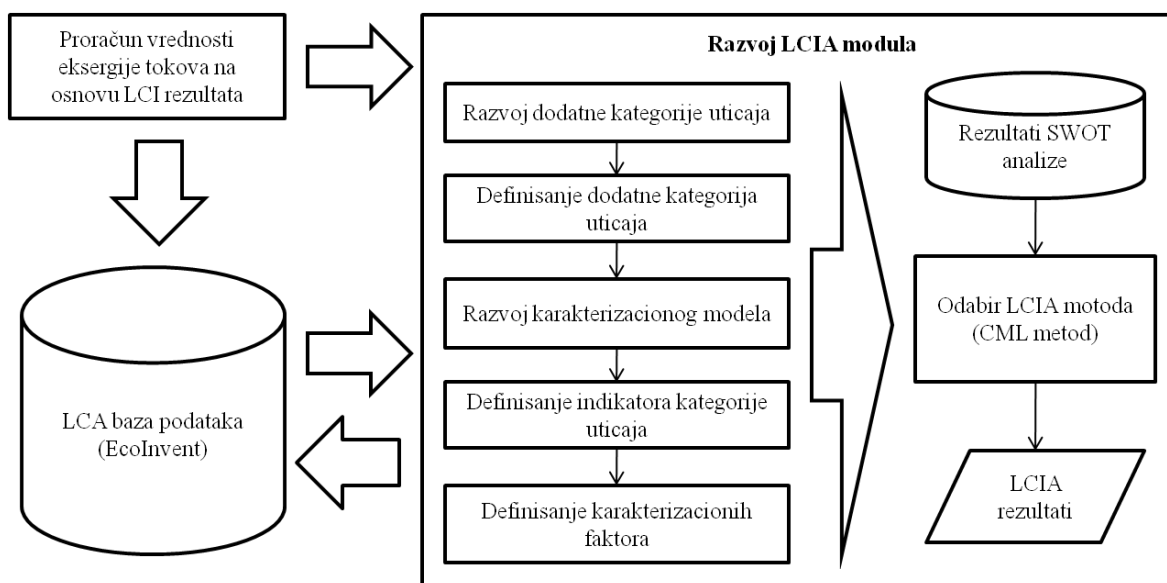 Proračun vrednosti
eksergije tokova na
osnovu LCI rezultata
LCA baza podataka
(EcoInvent)
Razvoj LCIA modula
Razvoj dodatne kategorije uticaja
Definisanje dodatne kategorija
uticaja
Razvoj karakterizacionog modela
Definisanje indikatora kategorije
uticaja
Definisanje karakterizacionih
faktora
Rezultati SWOT
analize
Odabir LCIA motoda
(CML metod)
LCIA
rezultati